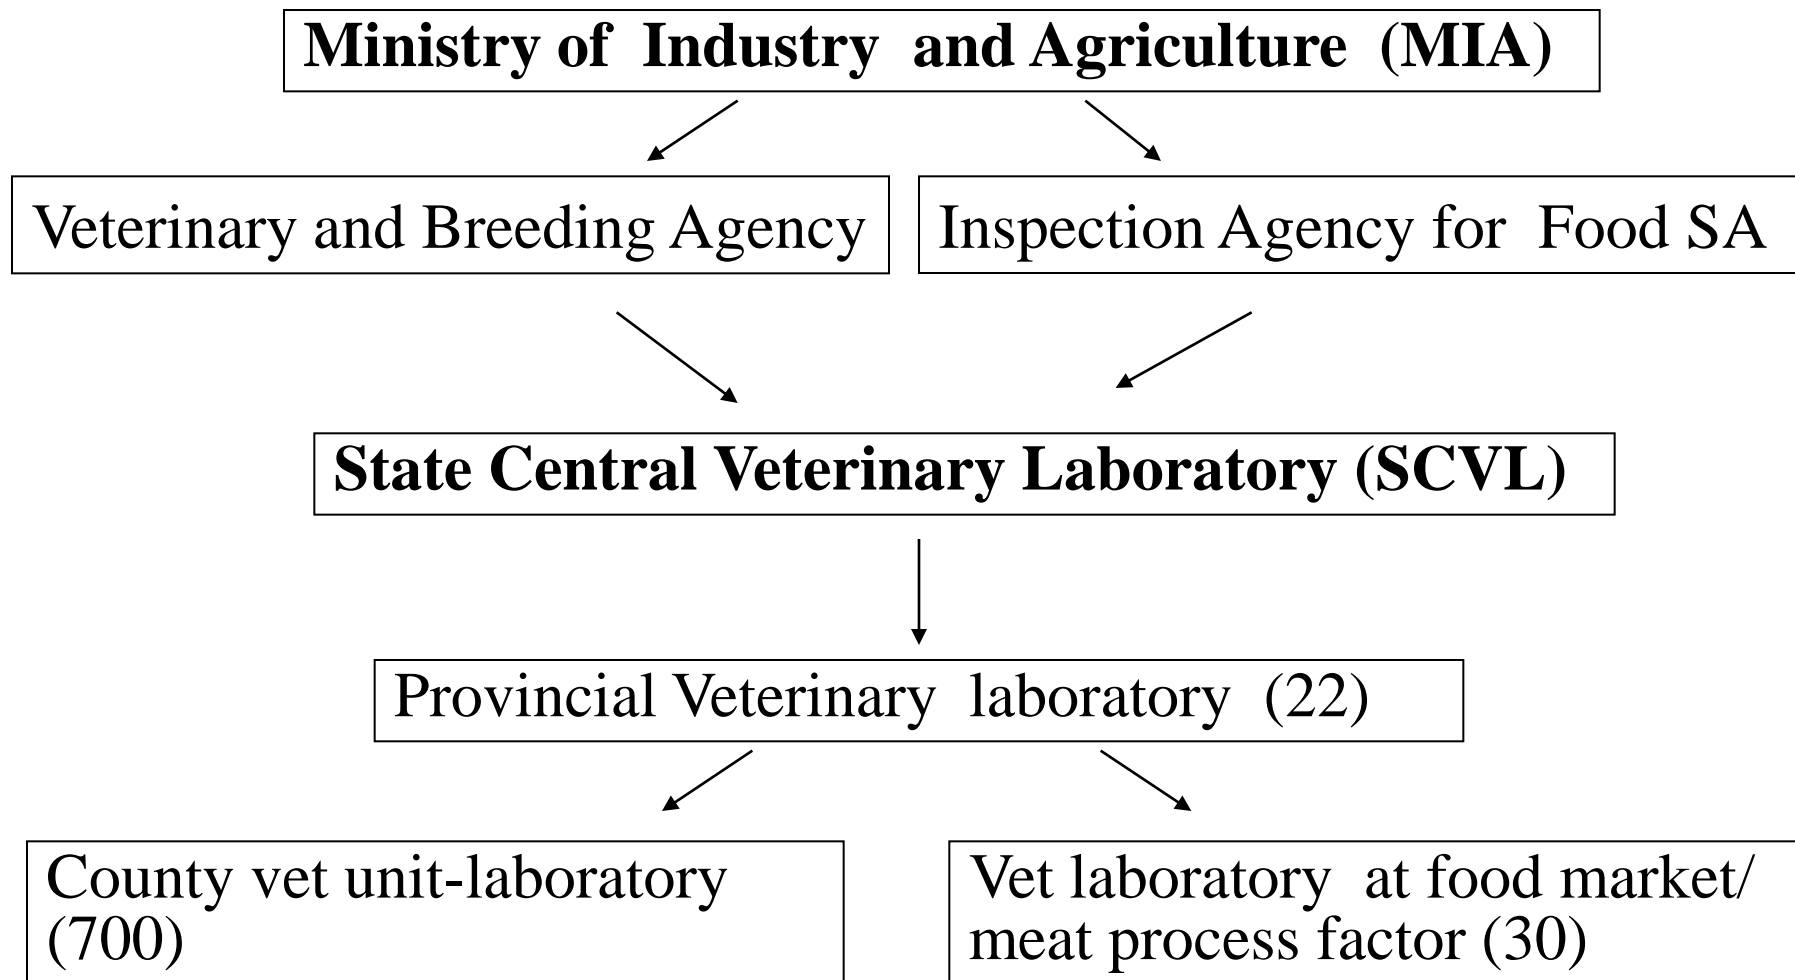 Ministry of Industry and Agriculture (MIA)
Veterinary and Breeding Agency
Inspection Agency for Food SA
State Central Veterinary Laboratory (SCVL)
Provincial Veterinary laboratory (22)
County vet unit-laboratory
(700)
Vet laboratory at food market/
meat process factor (30)